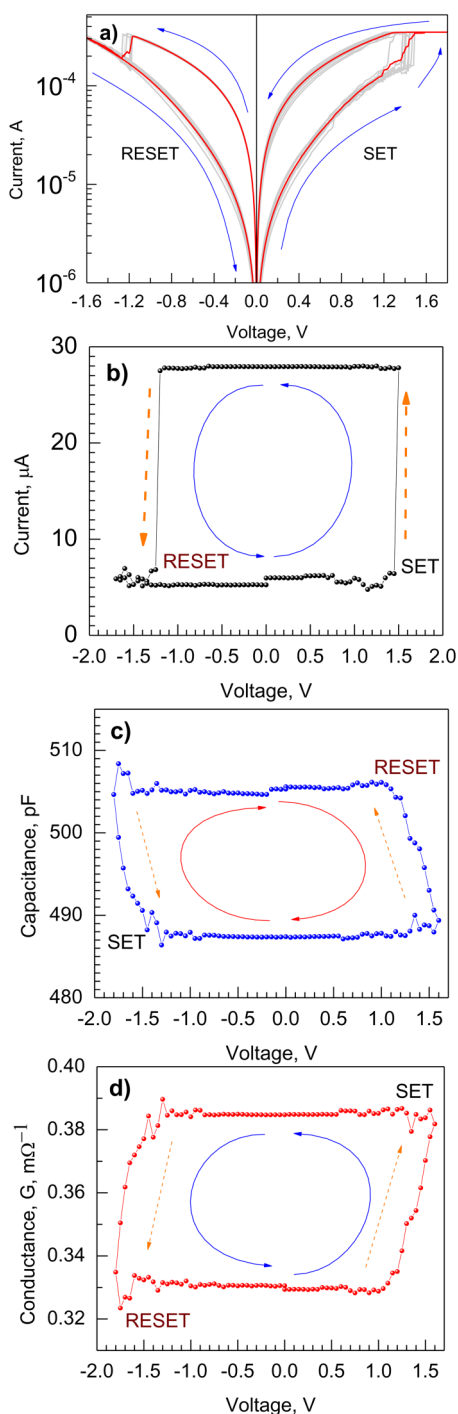 a)
10⁻⁴
10⁻⁵
10⁻⁶
Current, A
RESET
SET
-1.6 -1.2 -0.8 -0.4 0.0 0.4 0.8 1.2 1.6
Voltage, V
b)
30
20
10
0
Current, μA
RESET
SET
-2.0 -1.5 -1.0 -0.5 0.0 0.5 1.0 1.5 2.0
Voltage, V
c)
510
500
490
480
Capacitance, pF
RESET
SET
-2.0 -1.5 -1.0 -0.5 0.0 0.5 1.0 1.5
Voltage, V
d)
0.40
0.38
0.36
0.34
0.32
Conductance, G, mΩ⁻¹
SET
RESET
-2.0 -1.5 -1.0 -0.5 0.0 0.5 1.0 1.5
Voltage, V